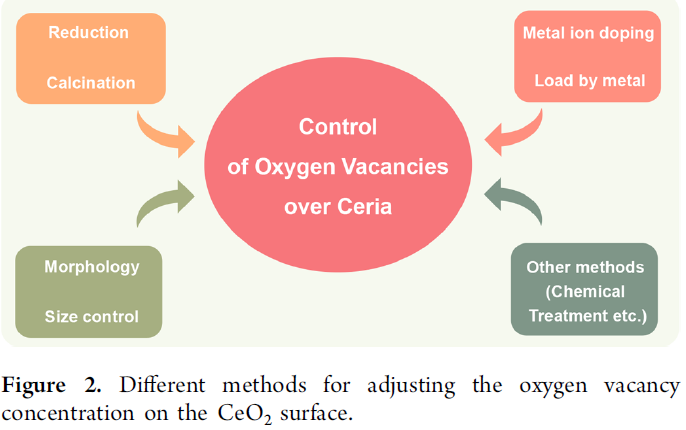 Reduction
Calcination
Metal ion doping
Load by metal
Control
of Oxygen Vacancies
over Ceria
Morphology
Size control
Other methods
(Chemical
Treatment etc.)
Figure 2. Different methods for adjusting the oxygen vacancy
concentration on the CeO₂ surface.